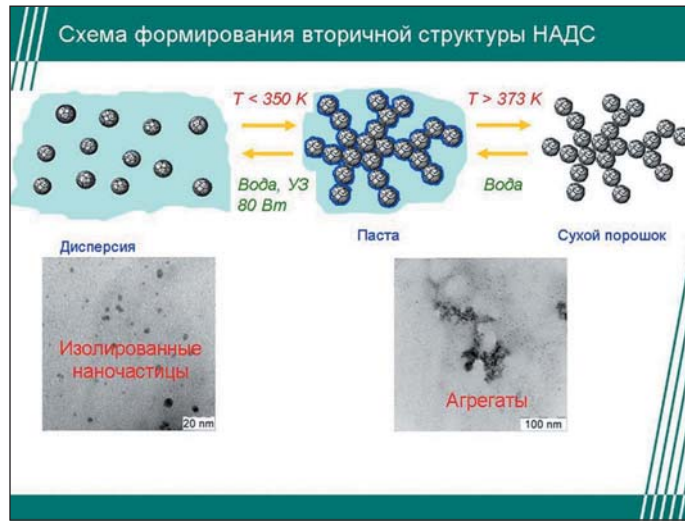 Схема формирования вторичной структуры НАДС
T < 350 K
T > 373 K
Вода, УЗ
80 Вт
Вода
Дисперсия
Паста
Сухой порошок
Изолированные
наночастицы
20 nm
Агрегаты
100 nm